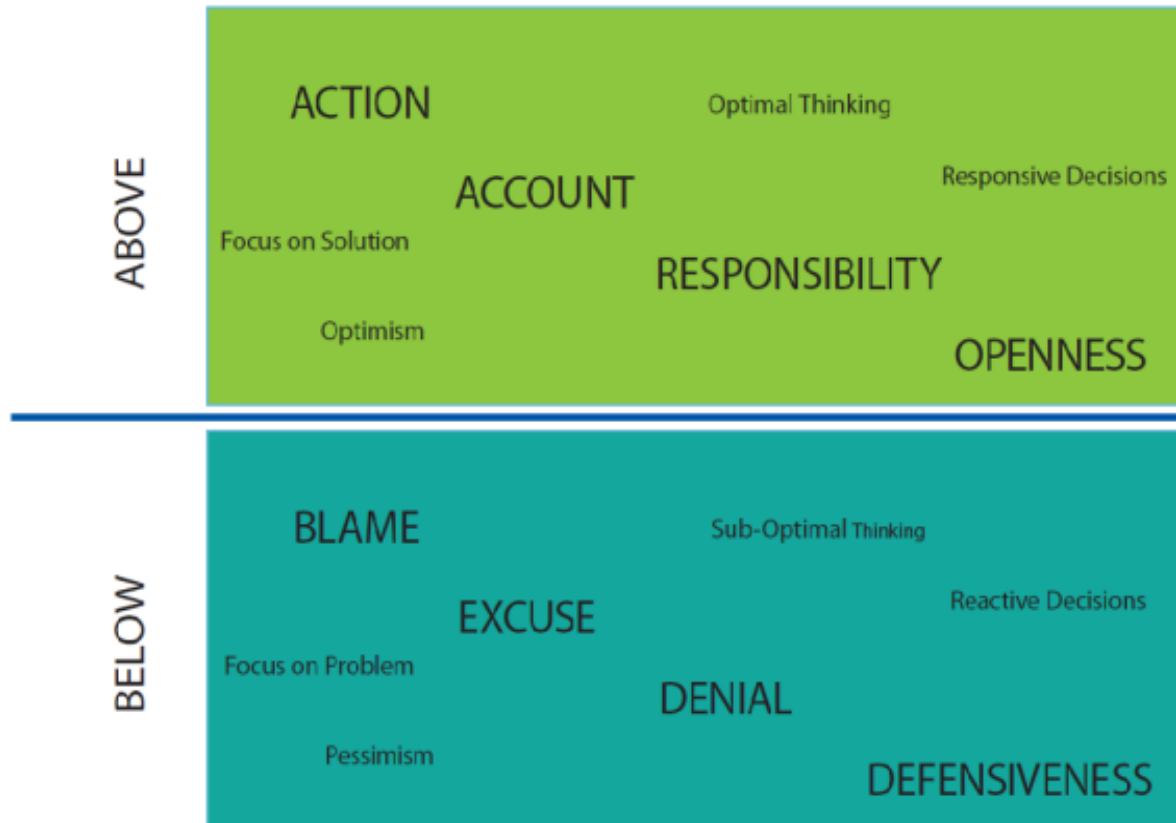 ABOVE
ACTION
Optimal Thinking
Responsive Decisions
ACCOUNT
Focus on Solution
RESPONSIBILITY
Optimism
OPENNESS
BELOW
BLAME
Sub-Optimal Thinking
Reactive Decisions
EXCUSE
Focus on Problem
DENIAL
Pessimism
DEFENSIVENESS